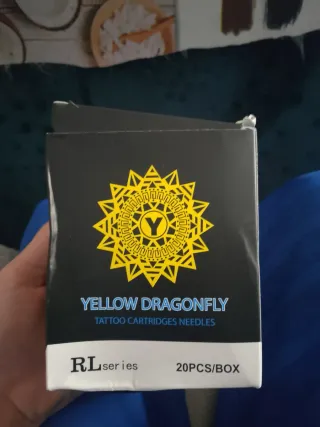 Y
YELLOW DRAGONFLY
TATTOO CARTRIDGES NEEDLES
RLseries 20PCS/BOX